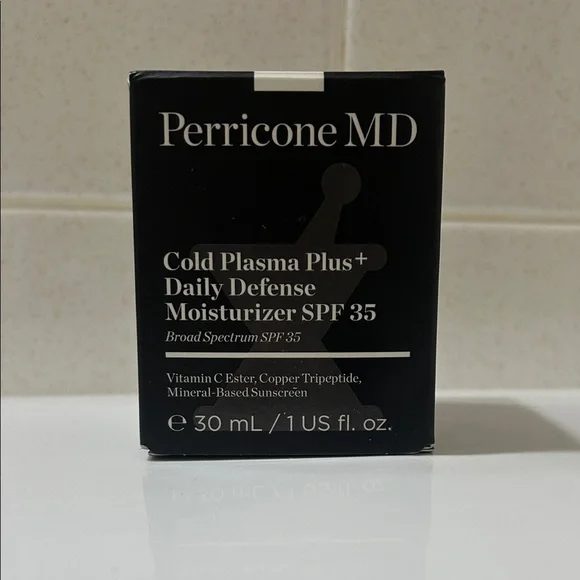 Perricone MD
Cold Plasma Plus+
Daily Defense
Moisturizer SPF 35
Broad Spectrum SPF 35
Vitamin C Ester, Copper Tripeptide,
Mineral-Based Sunscreen
℮ 30 mL / 1 US fl. oz.